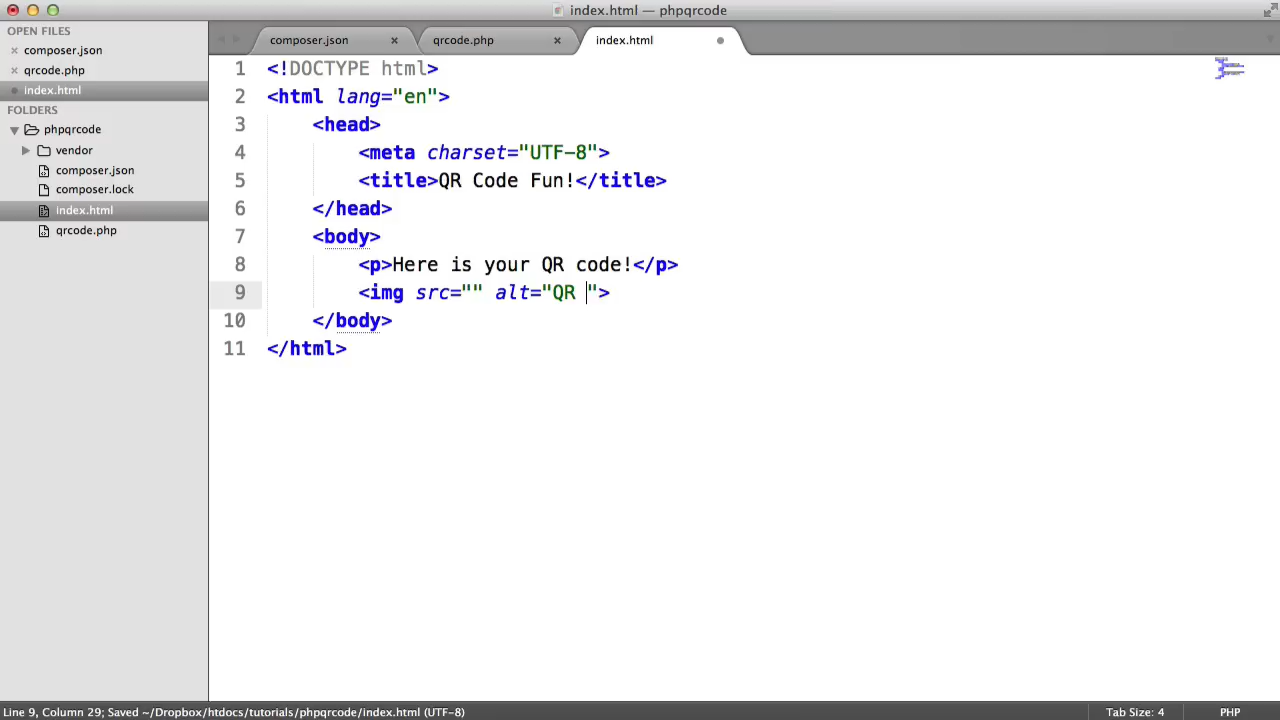 index.html — phpqrcode
OPEN FILES
composer.json
qrcode.php
index.html
FOLDERS
phpqrcode
vendor
composer.json
composer.lock
index.html
qrcode.php
composer.json
qrcode.php
index.html
1 <!DOCTYPE html>
2 <html lang="en">
3 <head>
4 <meta charset="UTF-8">
5 <title>QR Code Fun!</title>
6 </head>
7 <body>
8 <p>Here is your QR code!</p>
9 <img src="" alt="QR ">
10 </body>
11 </html>
Line 9, Column 29; Saved ~/Dropbox/htdocs/tutorials/phpqrcode/index.html (UTF-8)
Tab Size: 4
PHP